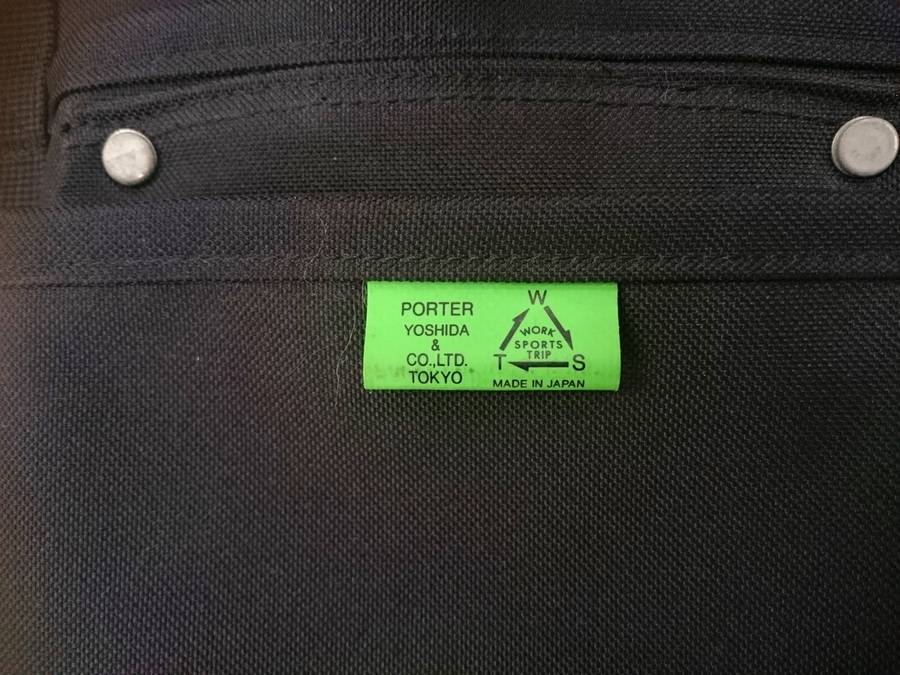 PORTER
YOSHIDA
&
CO.,LTD.
TOKYO
W
WORK
SPORTS
TRIP
T S
MADE IN JAPAN